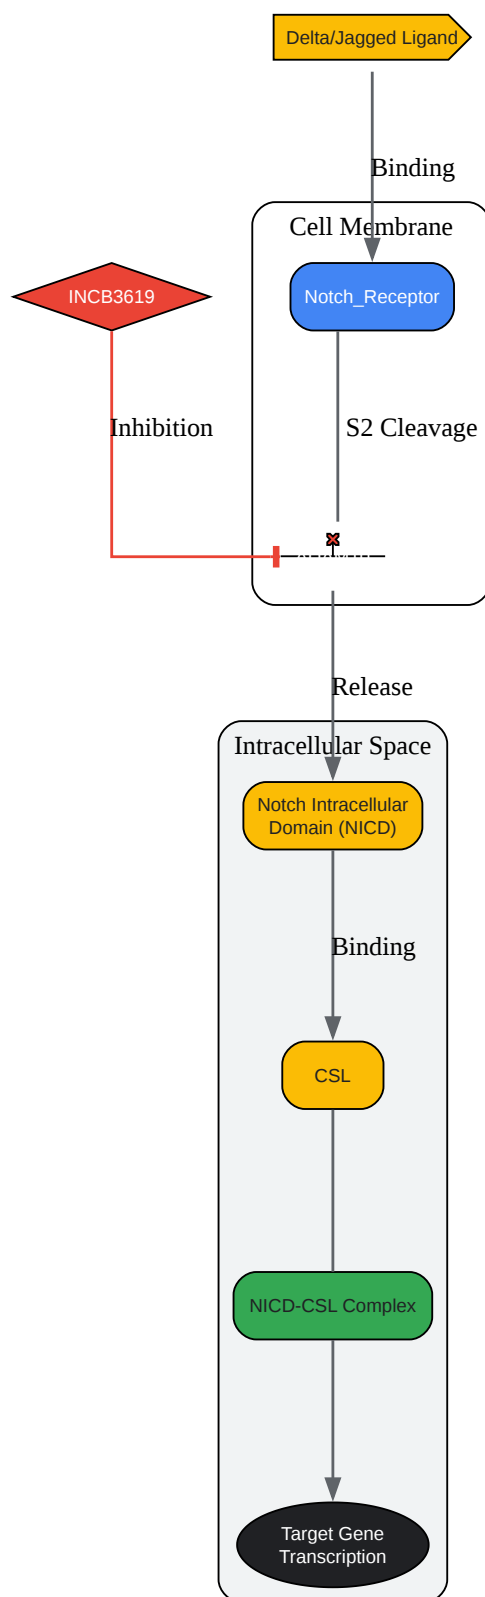 Delta/Jagged Ligand
Binding
Cell Membrane
INCB3619
Notch_Receptor
Inhibition
S2 Cleavage
Release
Intracellular Space
Notch Intracellular
Domain (NICD)
Binding
CSL
NICD-CSL Complex
Target Gene
Transcription